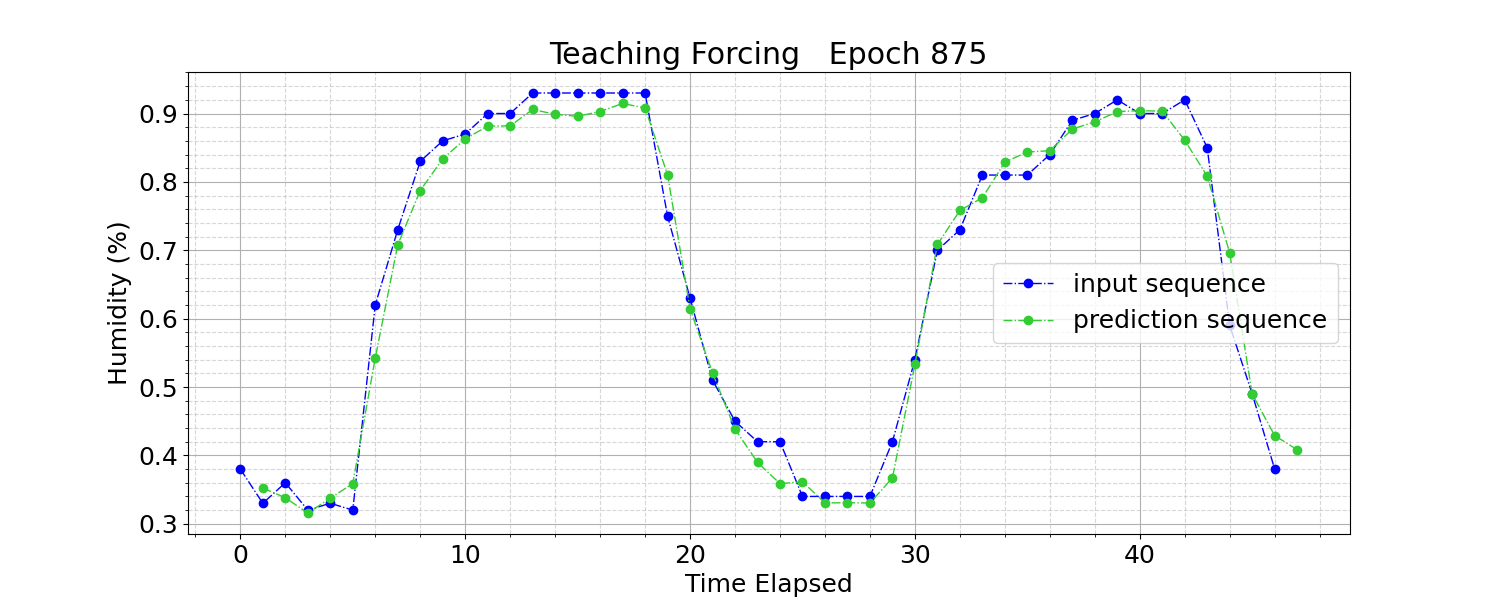 Teaching Forcing   Epoch 875
0.9
0.8
0.7
0.6
0.5
0.4
0.3
Humidity (%)
input sequence
prediction sequence
0 10 20 30 40
Time Elapsed